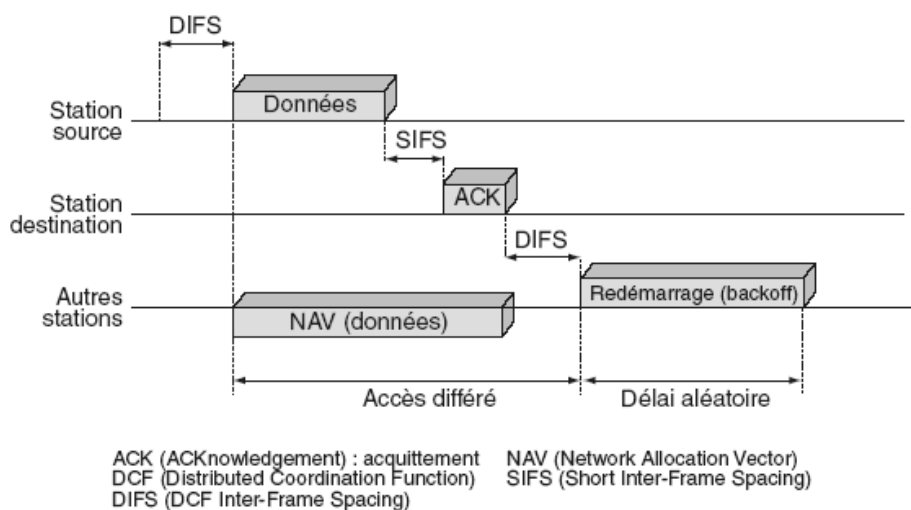 DIFS
Données
Station
source
SIFS
ACK
Station
destination
DIFS
Redémarrage (backoff)
Autres
stations
NAV (données)
Accès différé
Délai aléatoire
ACK (ACKnowledgement) : acquittement
NAV (Network Allocation Vector)
DCF (Distributed Coordination Function)
SIFS (Short Inter-Frame Spacing)
DIFS (DCF Inter-Frame Spacing)